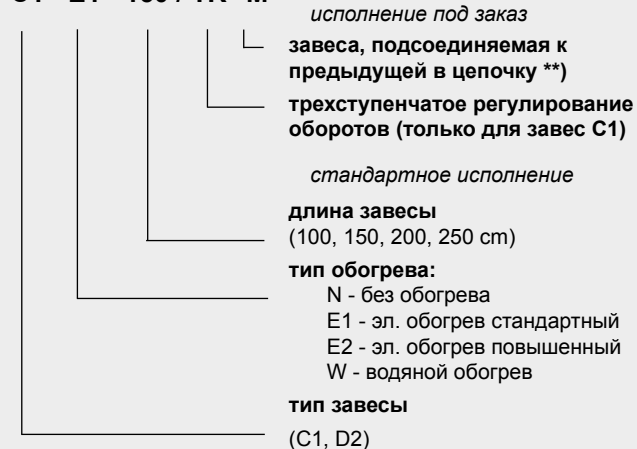 исполнение под заказ
завеса, подсоединяемая к
предыдущей в цепочку **)
трехступенчатое регулирование
оборотов (только для завес C1)
стандартное исполнение
длина завесы
(100, 150, 200, 250 cm)
тип обогрева:
N - без обогрева
E1 - эл. обогрев стандартный
E2 - эл. обогрев повышенный
W - водяной обогрев
тип завесы
(C1, D2)